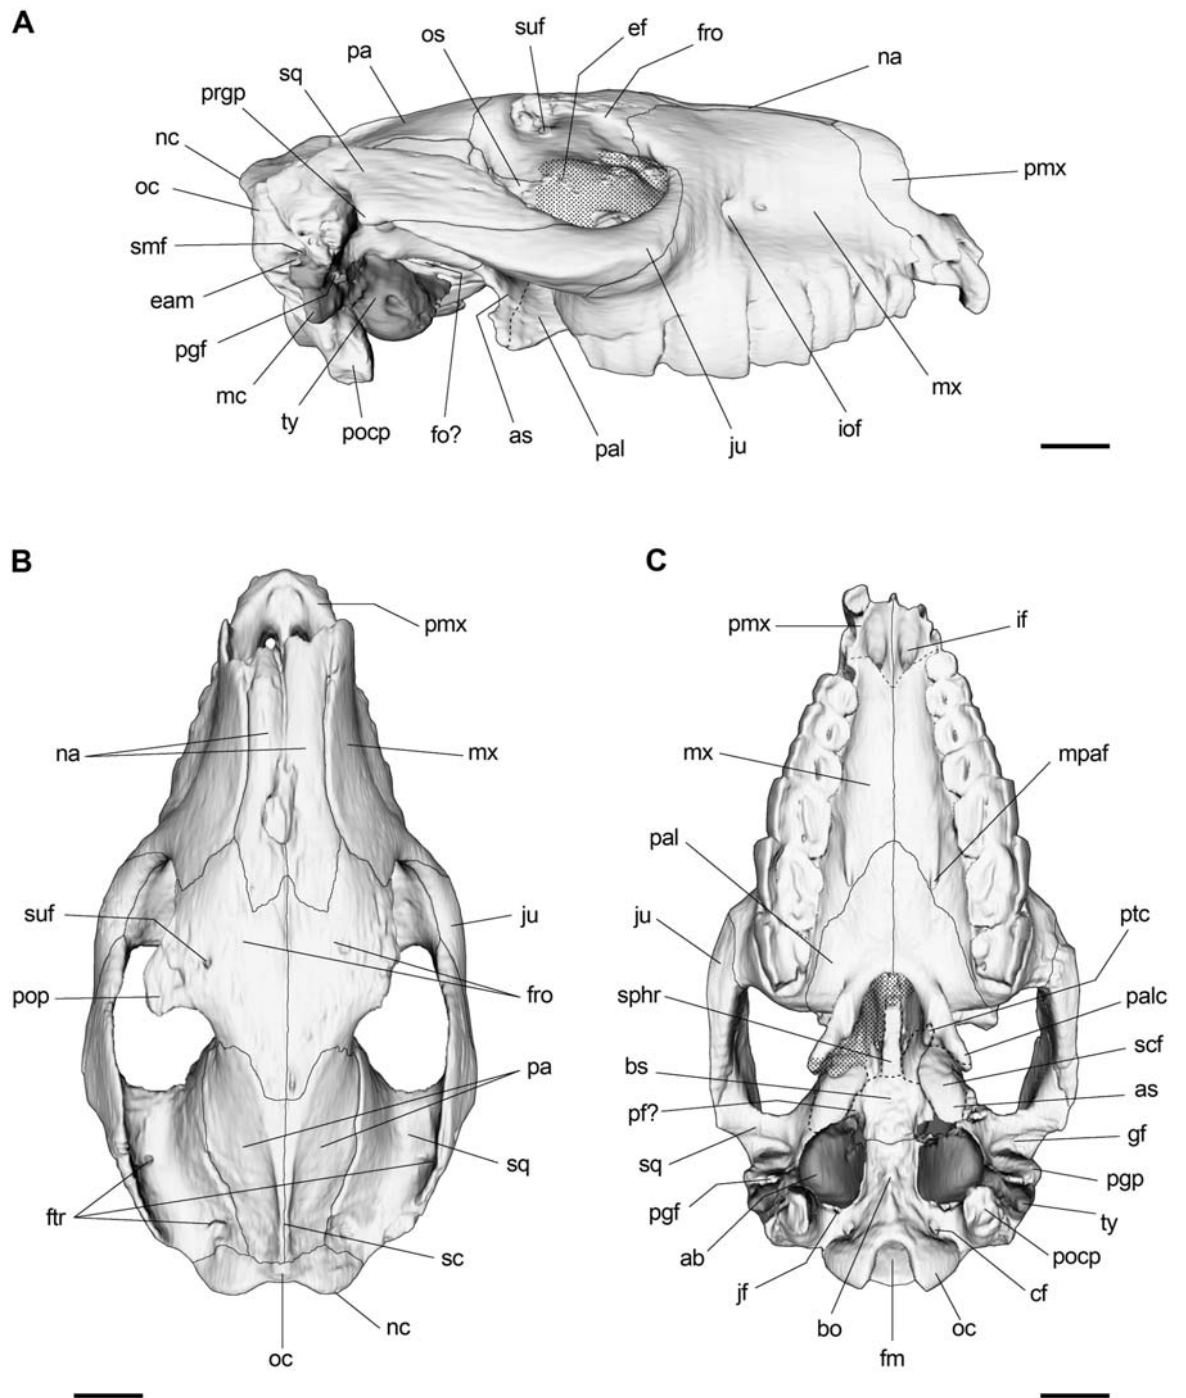 A
suf
ef
os
fro
pa
na
sq
prgp
nc
pmx
oc
smf
eam
pgf
mc
mx
ty
pocp
fo?
as
pal
ju
iof
B
pmx
na
mx
suf
ju
pop
fro
pa
sq
ftr
sc
nc
oc
C
pmx
if
mx
mpaf
pal
ju
ptc
sphr
palc
bs
scf
pf?
as
sq
gf
pgf
pgp
ab
ty
jf
pocp
bo
cf
oc
fm